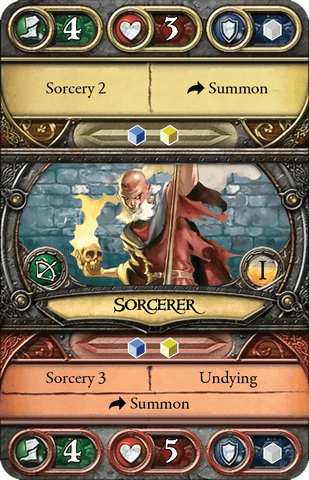 4 3
Sorcery 2 Summon
I
SORCERER
Sorcery 3 Undying
Summon
4 5